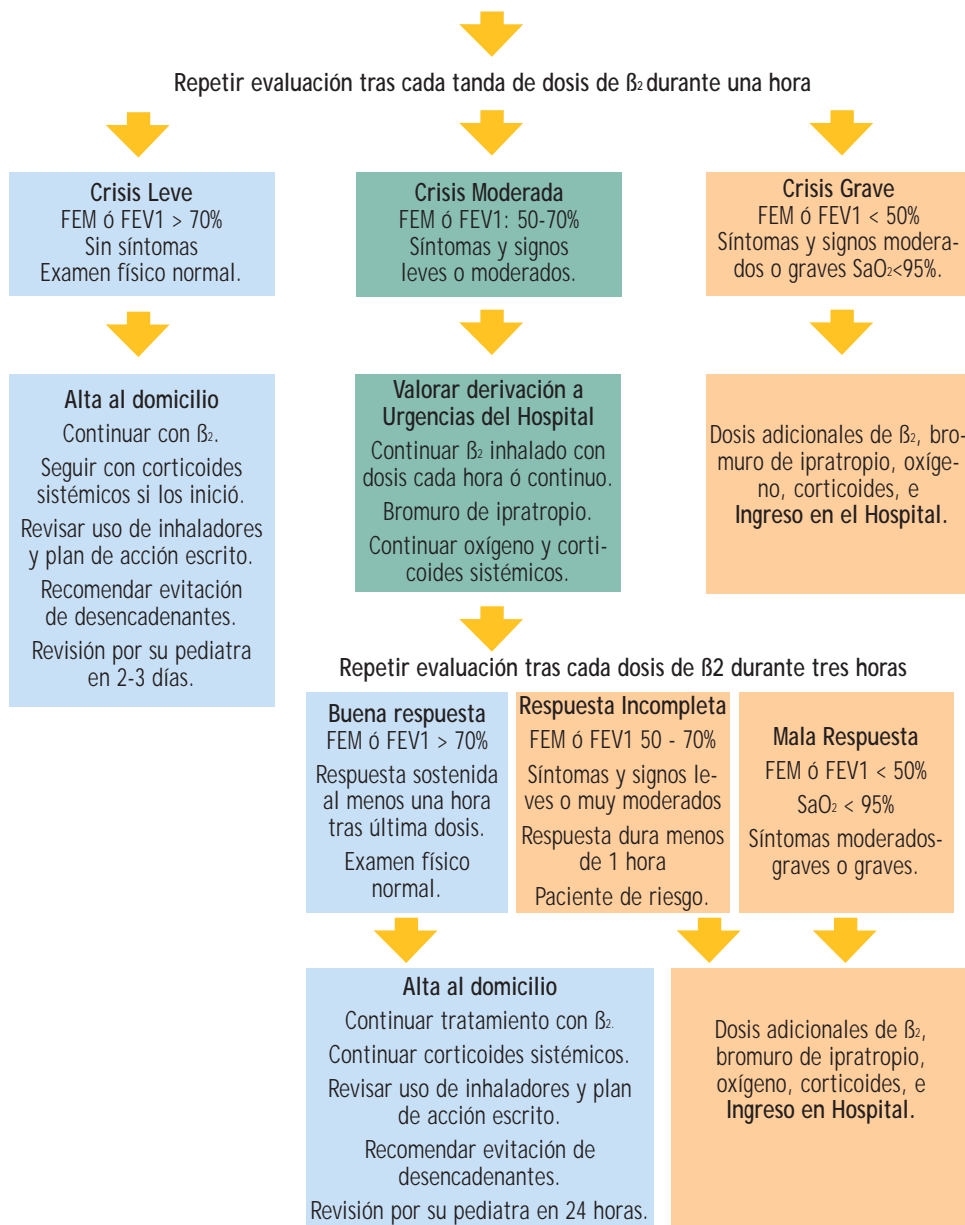 Repetir evaluación tras cada tanda de dosis de ß₂ durante una hora
Crisis Leve
FEM ó FEV1 > 70%
Sin síntomas
Examen físico normal.
Crisis Moderada
FEM ó FEV1: 50-70%
Síntomas y signos
leves o moderados.
Crisis Grave
FEM ó FEV1 < 50%
Síntomas y signos modera-
dos o graves SaO₂<95%.
Alta al domicilio
Continuar con ß₂.
Seguir con corticoides
sistémicos si los inició.
Revisar uso de inhaladores
y plan de acción escrito.
Recomendar evitación
de desencadenantes.
Revisión por su pediatra
en 2-3 días.
Valorar derivación a
Urgencias del Hospital
Continuar ß₂ inhalado con
dosis cada hora ó continuo.
Bromuro de ipratropio.
Continuar oxígeno y corti-
coides sistémicos.
Dosis adicionales de ß₂, bro-
muro de ipratropio, oxíge-
no, corticoides, e
Ingreso en el Hospital.
Repetir evaluación tras cada dosis de ß2 durante tres horas
Buena respuesta
FEM ó FEV1 > 70%
Respuesta sostenida
al menos una hora
tras última dosis.
Examen físico
normal.
Respuesta Incompleta
FEM ó FEV1 50 - 70%
Síntomas y signos le-
ves o muy moderados
Respuesta dura menos
de 1 hora
Paciente de riesgo.
Mala Respuesta
FEM ó FEV1 < 50%
SaO₂ < 95%
Síntomas moderados-
graves o graves.
Alta al domicilio
Continuar tratamiento con ß₂.
Continuar corticoides sistémicos.
Revisar uso de inhaladores y plan
de acción escrito.
Recomendar evitación de
desencadenantes.
Revisión por su pediatra en 24 horas.
Dosis adicionales de ß₂,
bromuro de ipratropio,
oxígeno, corticoides, e
Ingreso en Hospital.